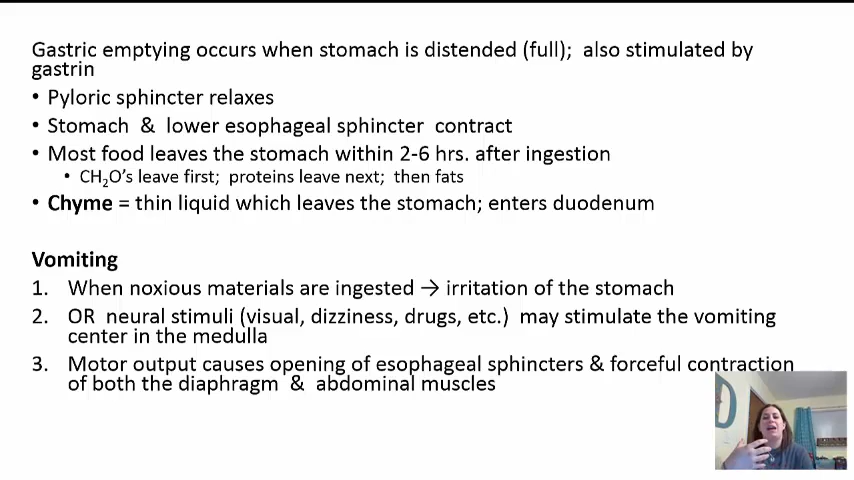 Gastric emptying occurs when stomach is distended (full);  also stimulated by
gastrin
• Pyloric sphincter relaxes
• Stomach  &  lower esophageal sphincter  contract
• Most food leaves the stomach within 2-6 hrs. after ingestion
• CH₂O's leave first;  proteins leave next;  then fats
• Chyme = thin liquid which leaves the stomach; enters duodenum
Vomiting
1. When noxious materials are ingested → irritation of the stomach
2. OR  neural stimuli (visual, dizziness, drugs, etc.)  may stimulate the vomiting
center in the medulla
3. Motor output causes opening of esophageal sphincters & forceful contraction
of both the diaphragm  &  abdominal muscles
D